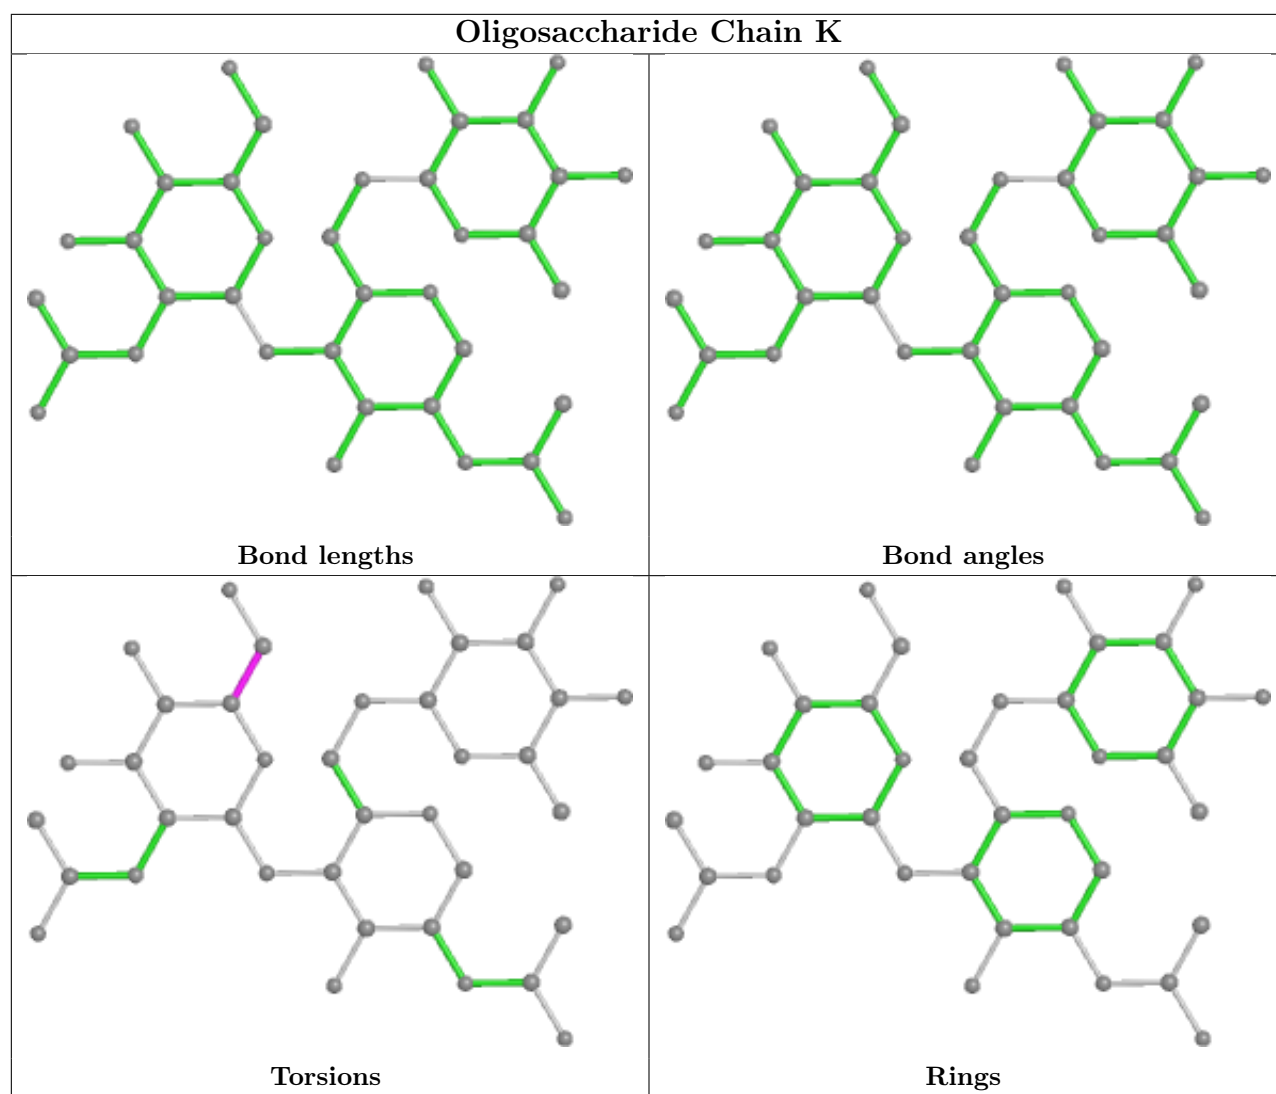 Oligosaccharide Chain K
Bond lengths
Bond angles
Torsions
Rings